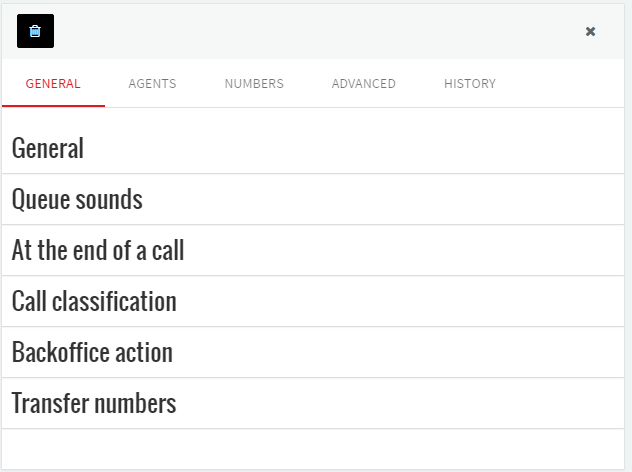 GENERAL AGENTS NUMBERS ADVANCED HISTORY
General
Queue sounds
At the end of a call
Call classification
Backoffice action
Transfer numbers